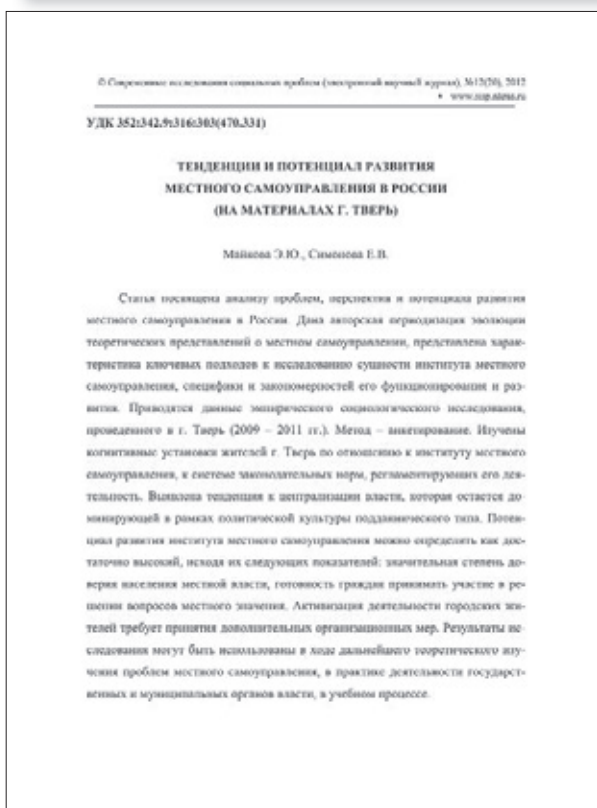 © Современные исследования социальных проблем (электронный научный журнал), №12(20), 2012
• www.sisp.nkras.ru
УДК 352:342.9:316:303(470.331)
ТЕНДЕНЦИИ И ПОТЕНЦИАЛ РАЗВИТИЯ
МЕСТНОГО САМОУПРАВЛЕНИЯ В РОССИИ
(НА МАТЕРИАЛАХ Г. ТВЕРЬ)
Майкова Э.Ю., Симонова Е.В.
Статья посвящена анализу проблем, перспектив и потенциала развития
местного самоуправления в России. Дана авторская периодизация эволюции
теоретических представлений о местном самоуправлении, представлена харак-
теристика ключевых подходов к исследованию сущности института местного
самоуправления, специфики и закономерностей его функционирования и раз-
вития. Приводятся данные эмпирического социологического исследования,
проведенного в г. Тверь (2009 – 2011 гг.). Метод – анкетирование. Изучены
когнитивные установки жителей г. Тверь по отношению к институту местного
самоуправления, к системе законодательных норм, регламентирующих его дея-
тельность. Выявлена тенденция к централизации власти, которая остается до-
минирующей в рамках политической культуры подданнического типа. Потен-
циал развития института местного самоуправления можно определить как дос-
таточно высокий, исходя их следующих показателей: значительная степень до-
верия населения местной власти, готовность граждан принимать участие в ре-
шении вопросов местного значения. Активизация деятельности городских жи-
телей требует принятия дополнительных организационных мер. Результаты ис-
следования могут быть использованы в ходе дальнейшего теоретического изу-
чения проблем местного самоуправления, в практике деятельности государст-
венных и муниципальных органов власти, в учебном процессе.